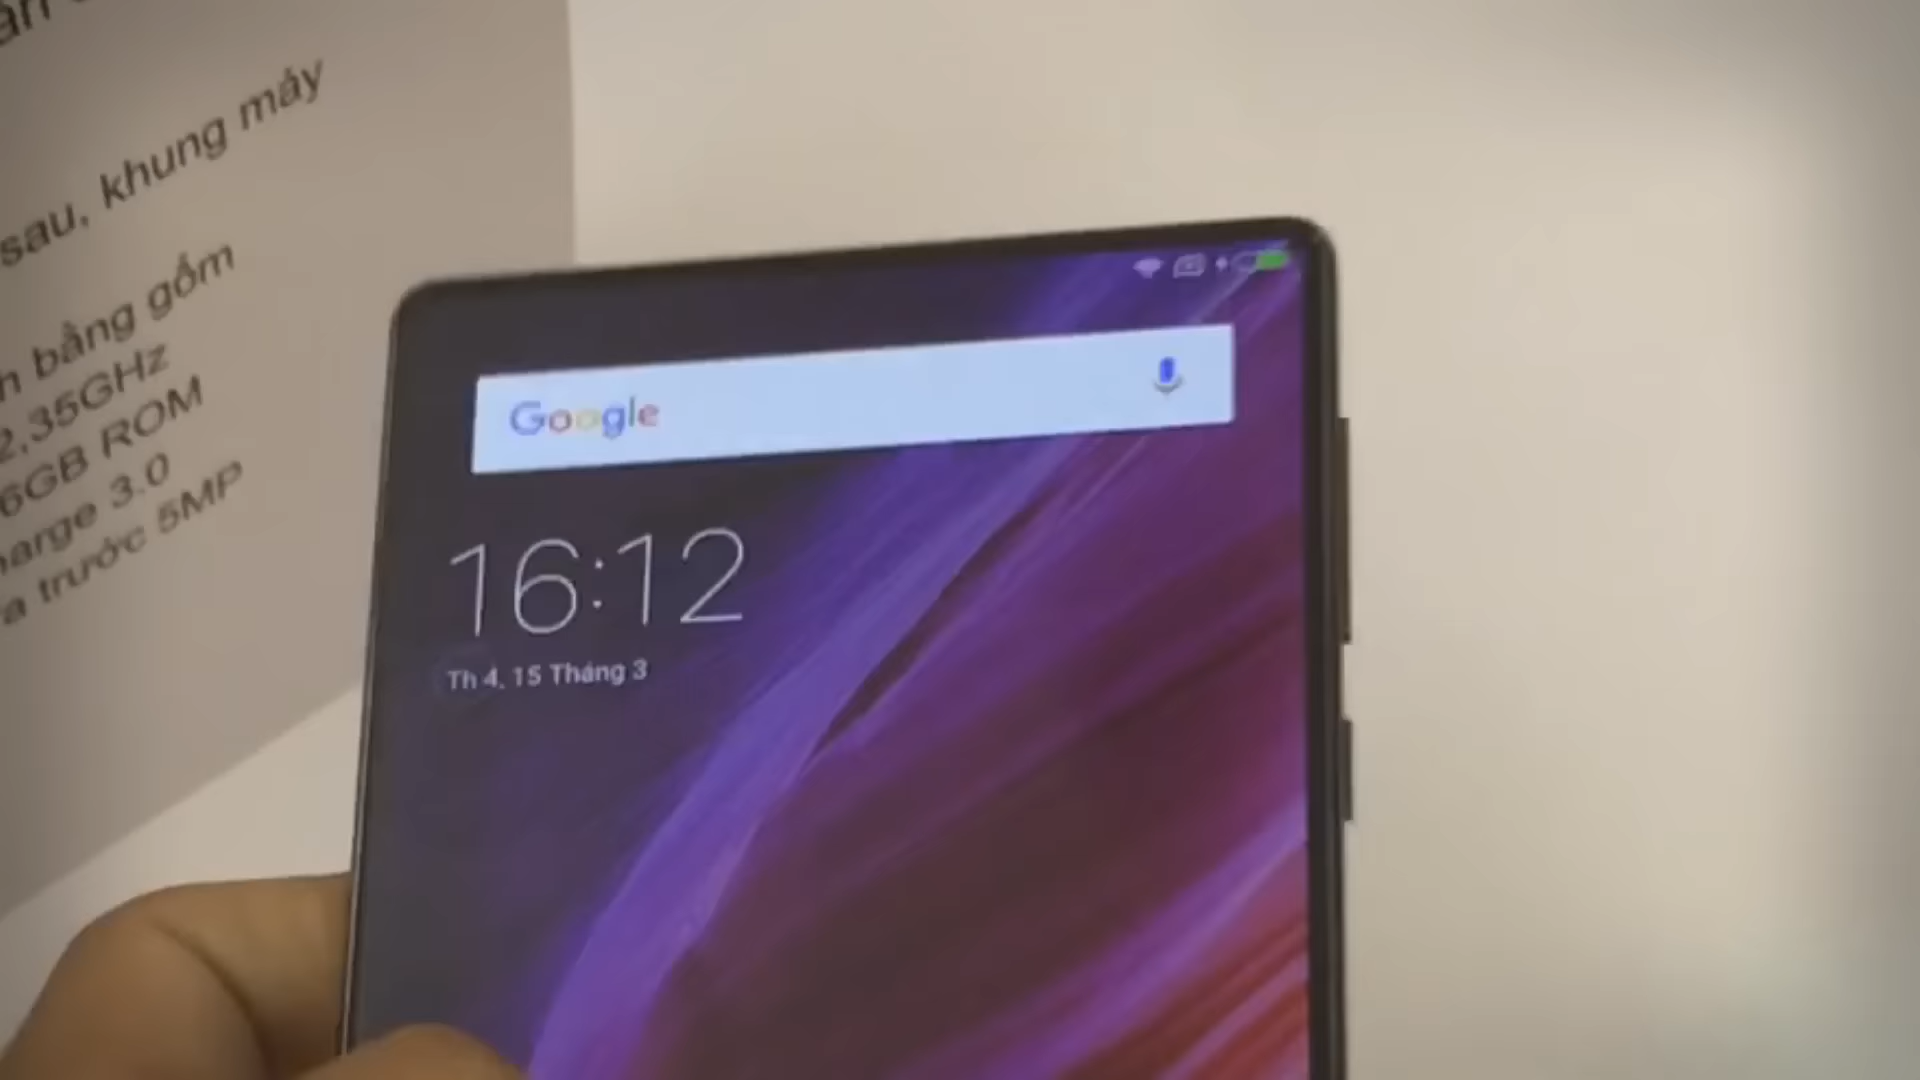 sau, khung máy
bằng gốm
2.35GHz
6GB ROM
3.0
trước 5MP
Google
16:12
Th 4, 15 Tháng 3